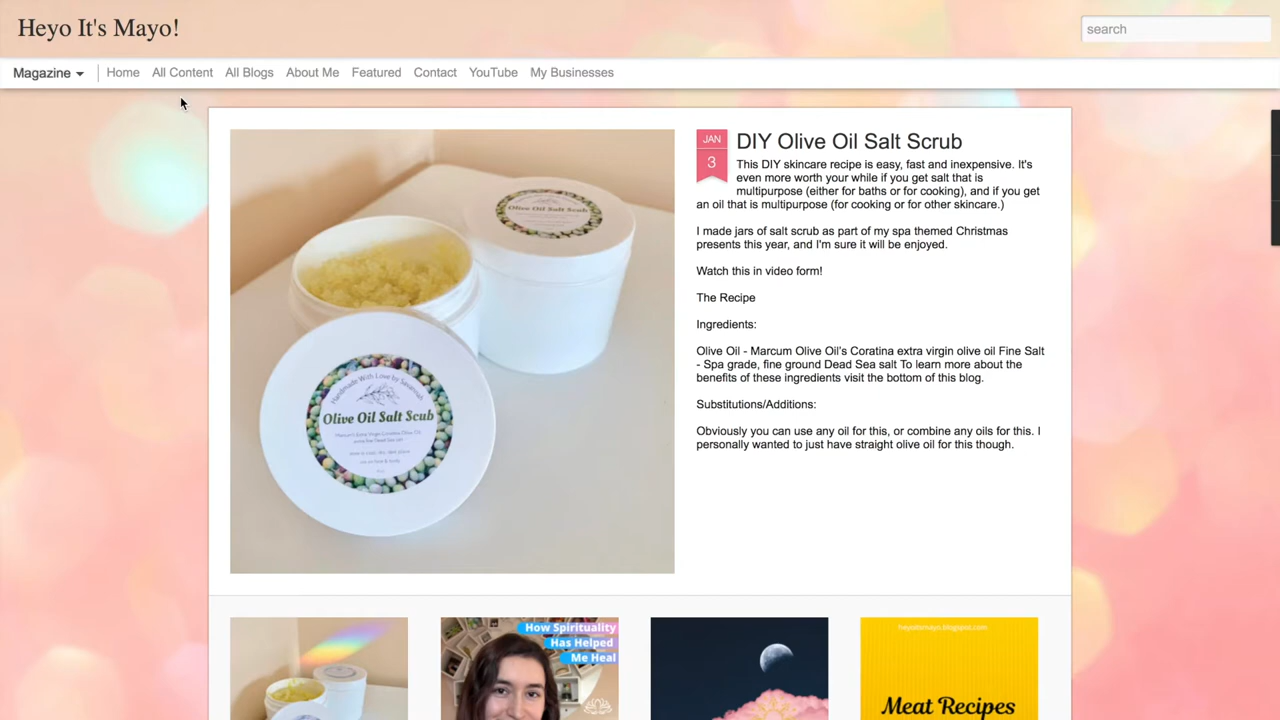 Heyo It's Mayo!
search
Magazine
Home
All Content
All Blogs
About Me
Featured
Contact
YouTube
My Businesses
JAN
3
DIY Olive Oil Salt Scrub
This DIY skincare recipe is easy, fast and inexpensive. It's
even more worth your while if you get salt that is
multipurpose (either for baths or for cooking), and if you get
an oil that is multipurpose (for cooking or for other skincare.)
I made jars of salt scrub as part of my spa themed Christmas
presents this year, and I'm sure it will be enjoyed.
Watch this in video form!
The Recipe
Ingredients:
Olive Oil - Marcum Olive Oil's Coratina extra virgin olive oil Fine Salt
- Spa grade, fine ground Dead Sea salt To learn more about the
benefits of these ingredients visit the bottom of this blog.
Substitutions/Additions:
Obviously you can use any oil for this, or combine any oils for this. I
personally wanted to just have straight olive oil for this though.
Olive Oil Salt Scrub
Handmade With Love by Savannah
Olive Oil Salt Scub
How Spirituality
Has Helped
Me Heal
heyoitsmayo.blogspot.com
Meat Recipes